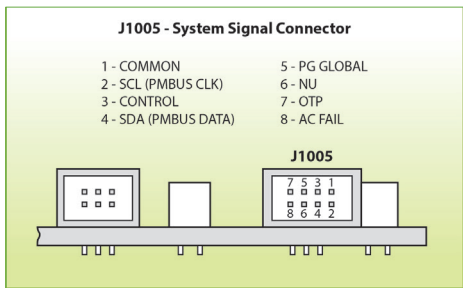 J1005 - System Signal Connector
1 - COMMON
2 - SCL (PMBUS CLK)
3 - CONTROL
4 - SDA (PMBUS DATA)
5 - PG GLOBAL
6 - NU
7 - OTP
8 - AC FAIL
J1005
7 5 3 1
8 6 4 2